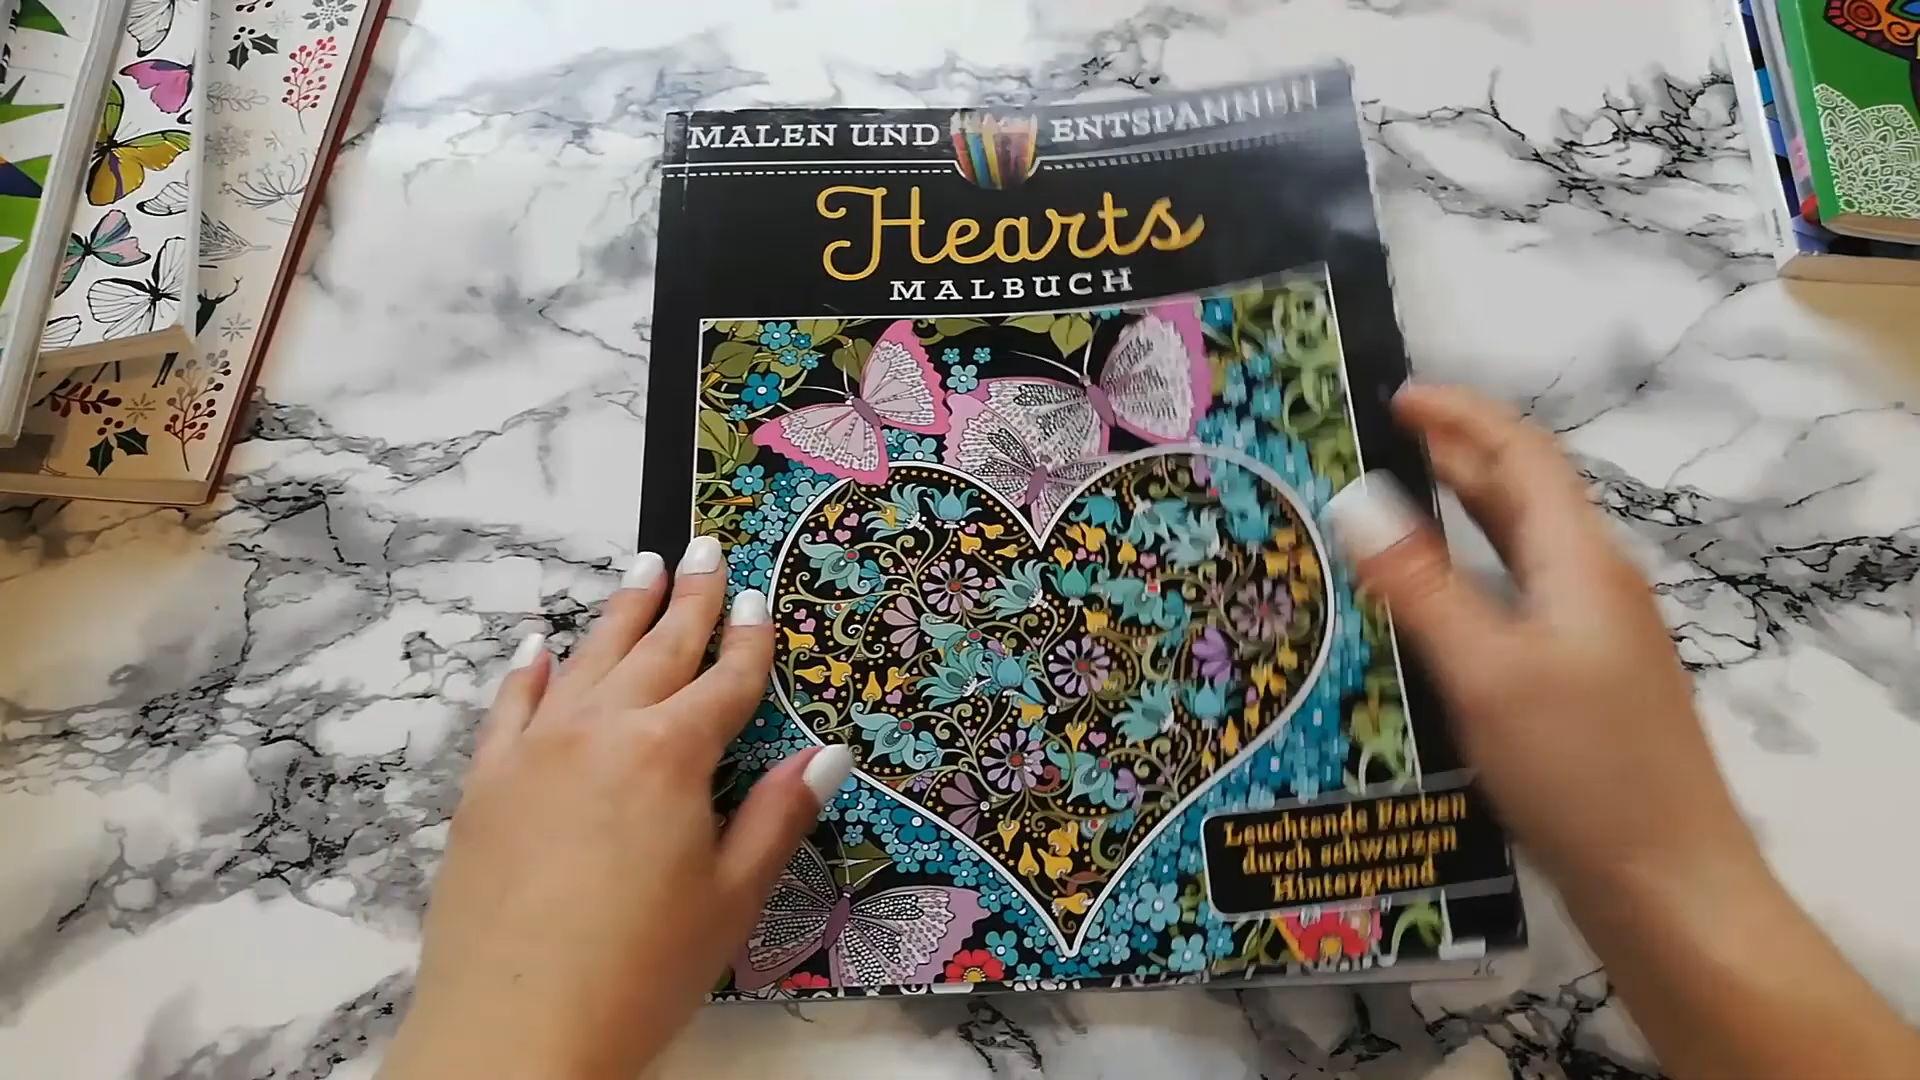 MALEN UND ENTSPANNEN
Hearts
MALBUCH
Leuchtende Farben
durch schwarzen
Hintergrund